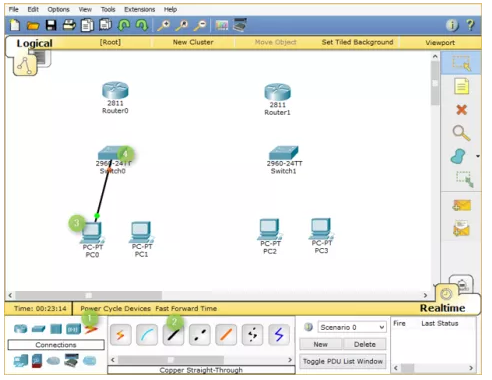 File Edit Options View Tools Extensions Help
Logical [Root] New Cluster Move Object Set Tiled Background Viewport
2811
Router0
2811
Router1
4
2960-24TT
Switch0
2960-24TT
Switch1
3
PC-PT
PC0
PC-PT
PC1
PC-PT
PC2
PC-PT
PC3
Time: 00:23:14 Power Cycle Devices Fast Forward Time Realtime
1
2
Connections
Copper Straight-Through
Scenario 0
New Delete
Toggle PDU List Window
Fire Last Status